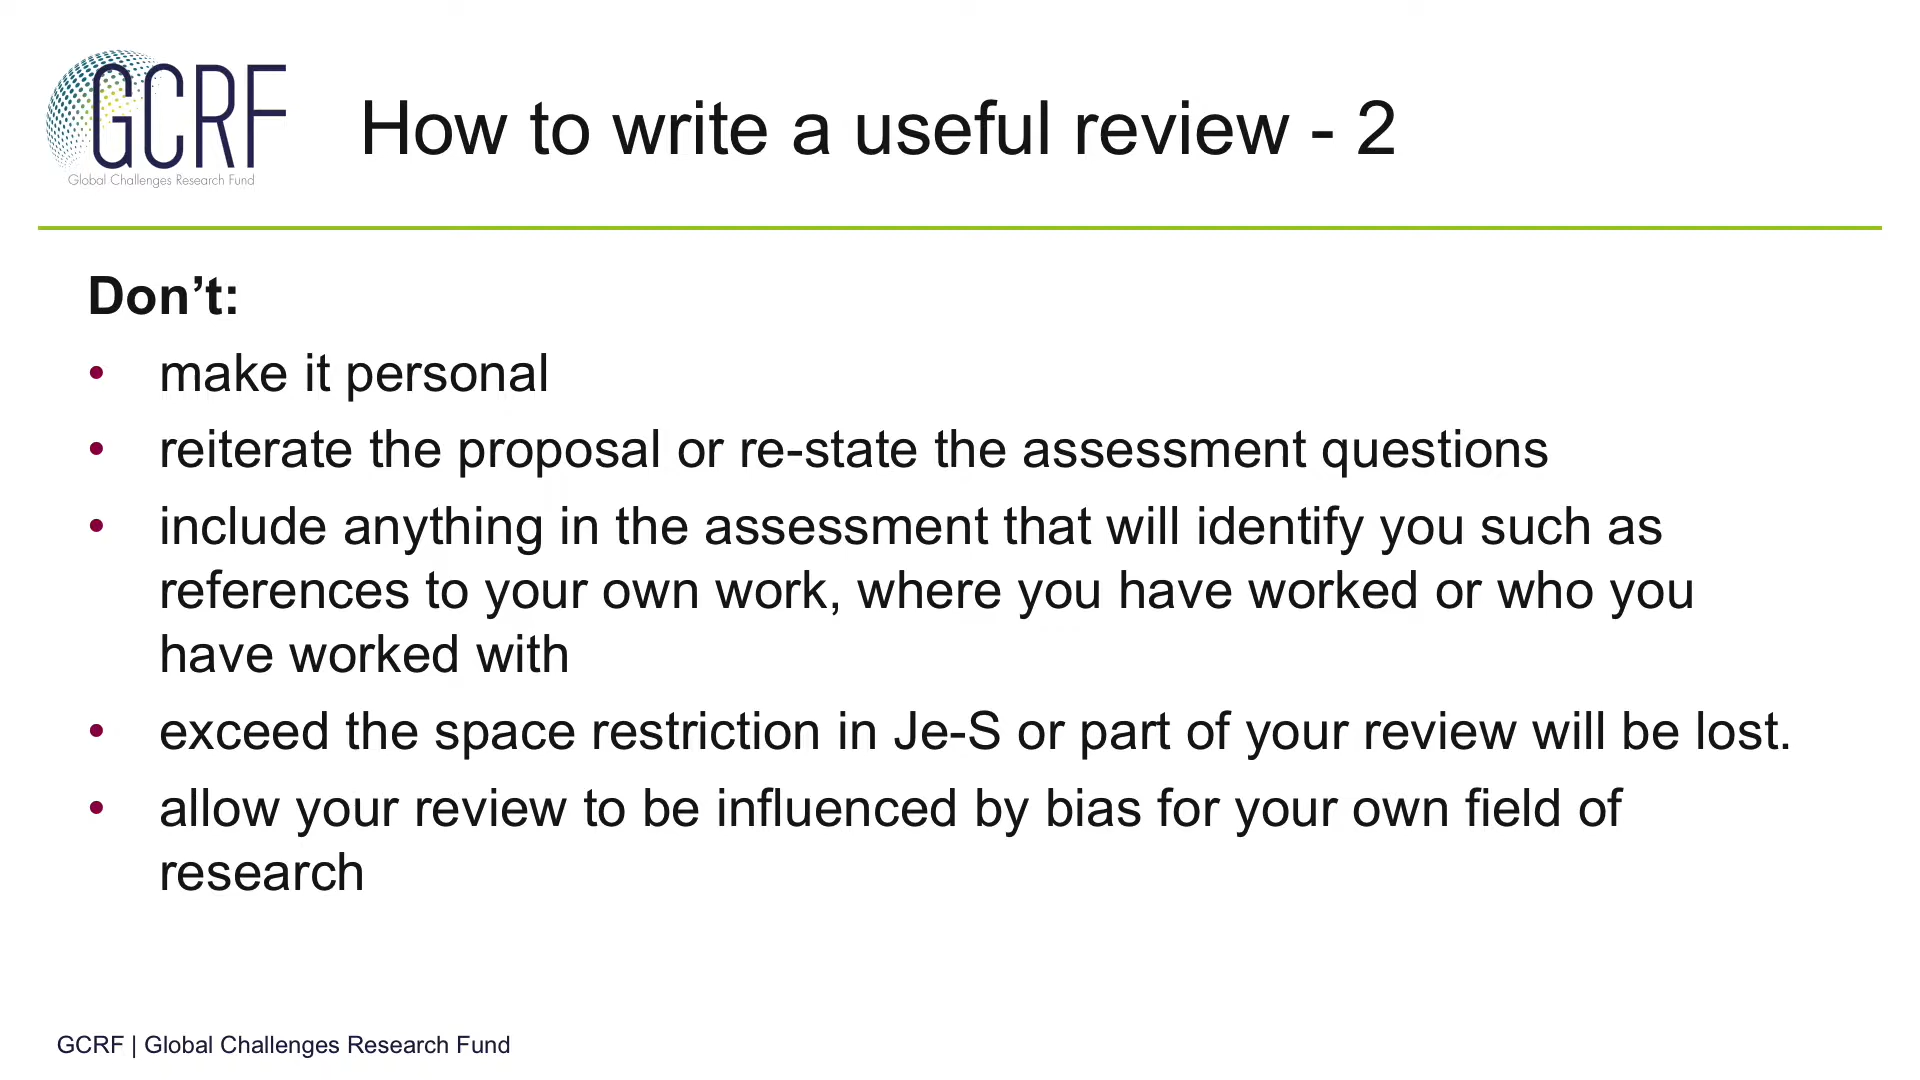 GCRF
Global Challenges Research Fund
How to write a useful review - 2
Don’t:
• make it personal
• reiterate the proposal or re-state the assessment questions
• include anything in the assessment that will identify you such as
references to your own work, where you have worked or who you
have worked with
• exceed the space restriction in Je-S or part of your review will be lost.
• allow your review to be influenced by bias for your own field of
research
GCRF | Global Challenges Research Fund